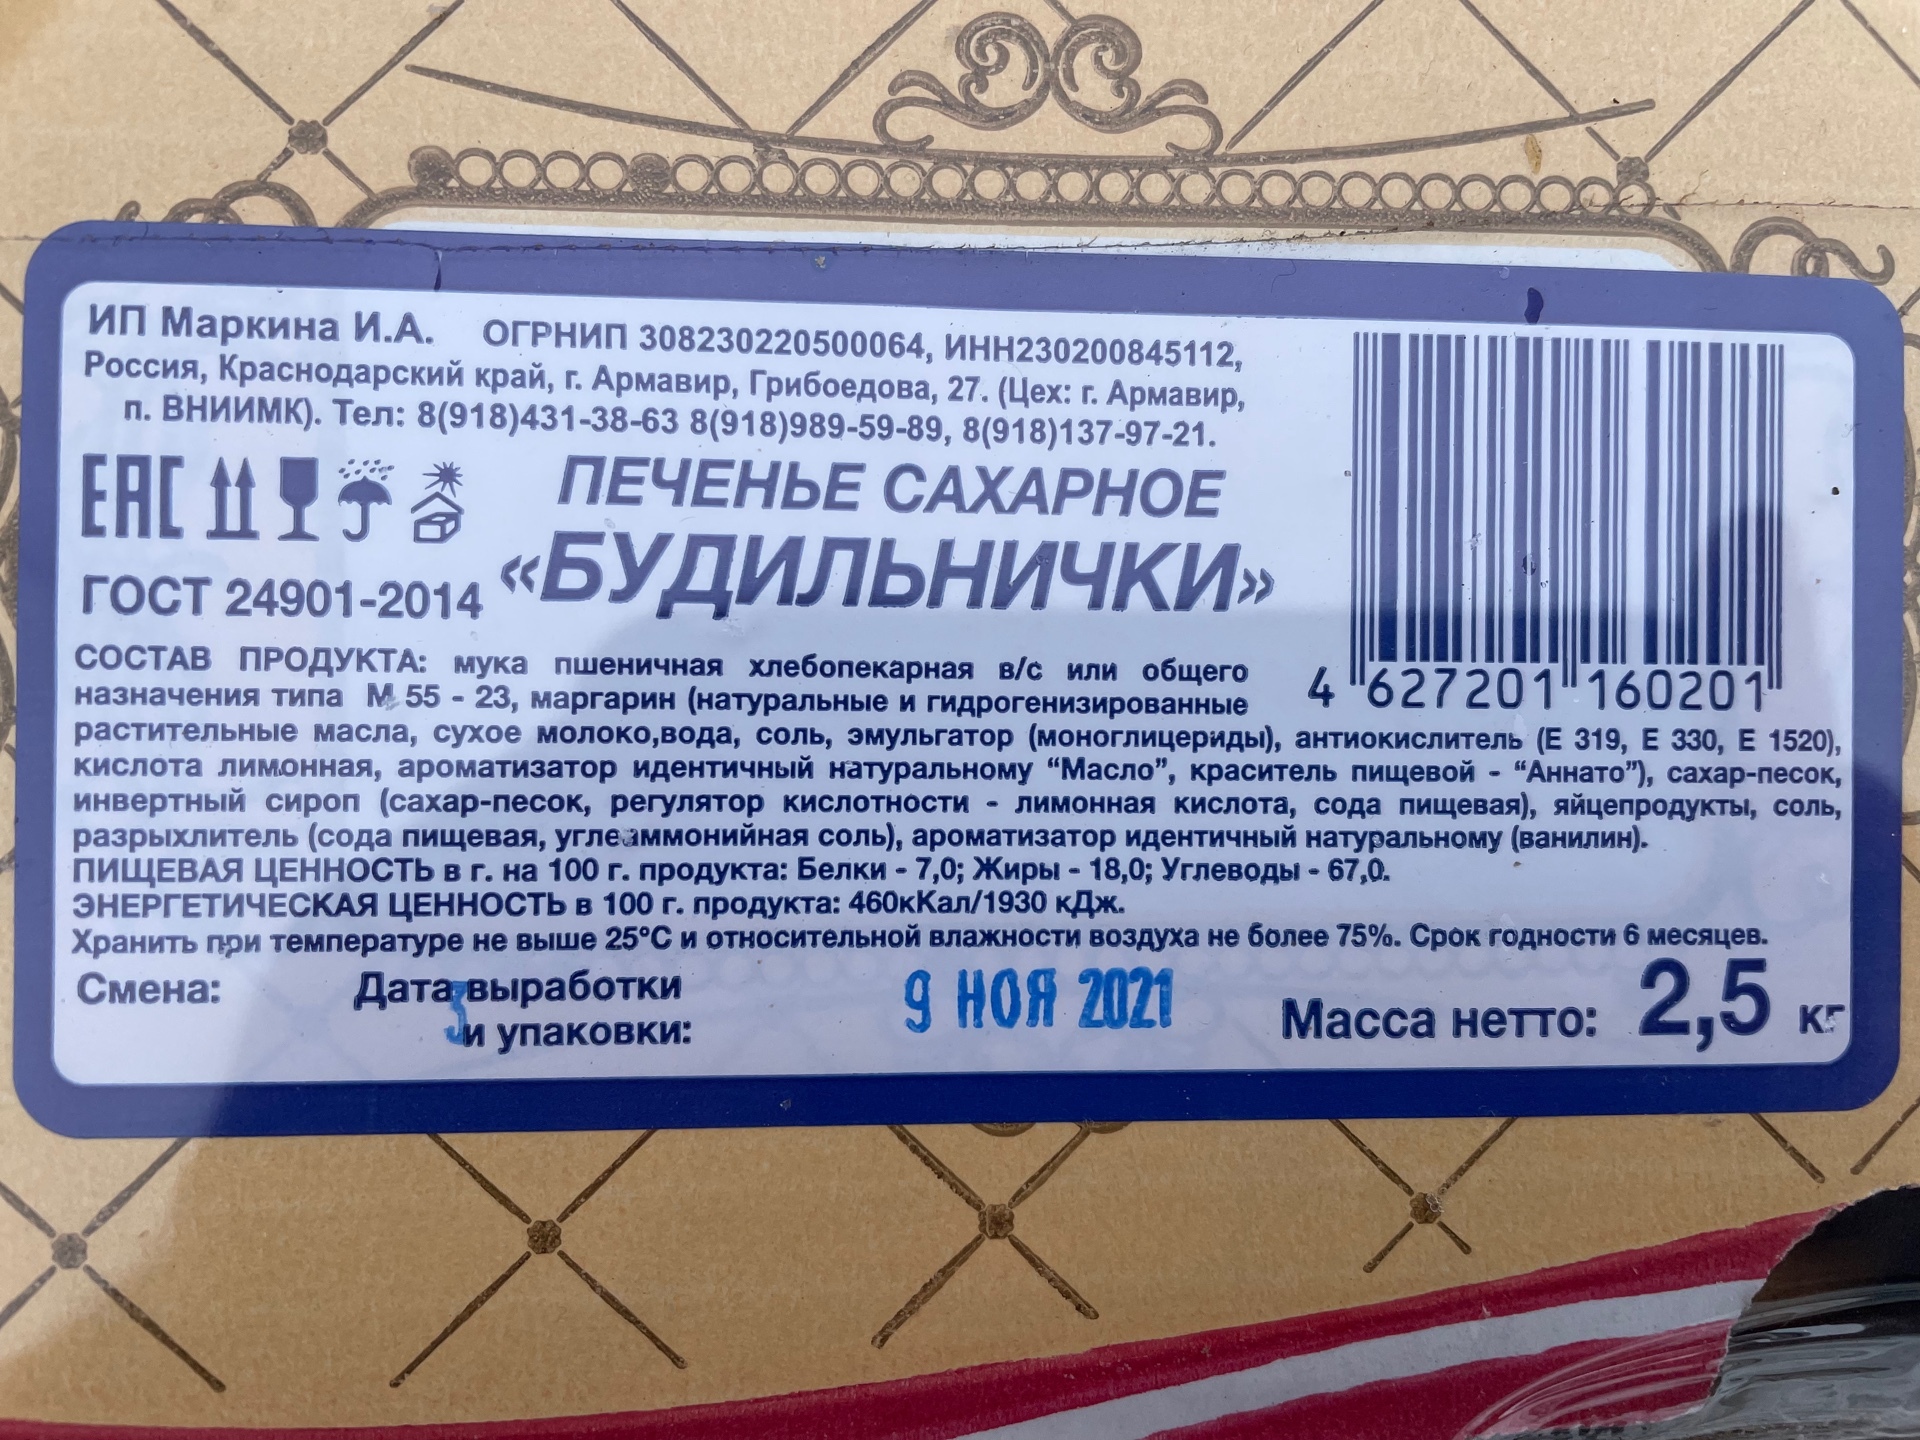 ИП Маркина И.А. ОГРНИП 308230220500064, ИНН230200845112,
Россия, Краснодарский край, г. Армавир, Грибоедова, 27. (Цех: г. Армавир,
п. ВНИИМК). Тел: 8(918)431-38-63 8(918)989-59-89, 8(918)137-97-21.
ЕАС
ПЕЧЕНЬЕ САХАРНОЕ
ГОСТ 24901-2014 «БУДИЛЬНИЧКИ»
4 627201 160201
СОСТАВ ПРОДУКТА: мука пшеничная хлебопекарная в/с или общего
назначения типа М 55 - 23, маргарин (натуральные и гидрогенизированные
растительные масла, сухое молоко,вода, соль, эмульгатор (моноглицериды), антиокислитель (Е 319, Е 330, Е 1520),
кислота лимонная, ароматизатор идентичный натуральному “Масло”, краситель пищевой - “Аннато”), сахар-песок,
инвертный сироп (сахар-песок, регулятор кислотности - лимонная кислота, сода пищевая), яйцепродукты, соль,
разрыхлитель (сода пищевая, углеаммонийная соль), ароматизатор идентичный натуральному (ванилин).
ПИЩЕВАЯ ЦЕННОСТЬ в г. на 100 г. продукта: Белки - 7,0; Жиры - 18,0; Углеводы - 67,0.
ЭНЕРГЕТИЧЕСКАЯ ЦЕННОСТЬ в 100 г. продукта: 460кКал/1930 кДж.
Хранить при температуре не выше 25°С и относительной влажности воздуха не более 75%. Срок годности 6 месяцев.
Смена: Дата выработки
и упаковки:
3
9 НОЯ 2021
Масса нетто: 2,5 кг